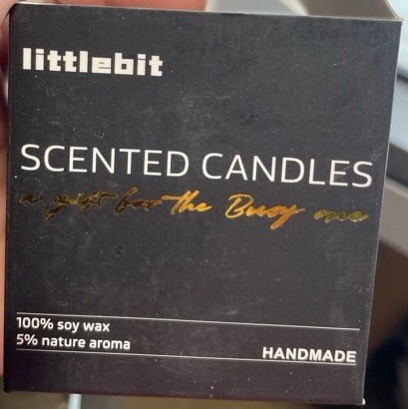 littlebit
SCENTED CANDLES
a gift for the Busy one
100% soy wax
5% nature aroma
HANDMADE